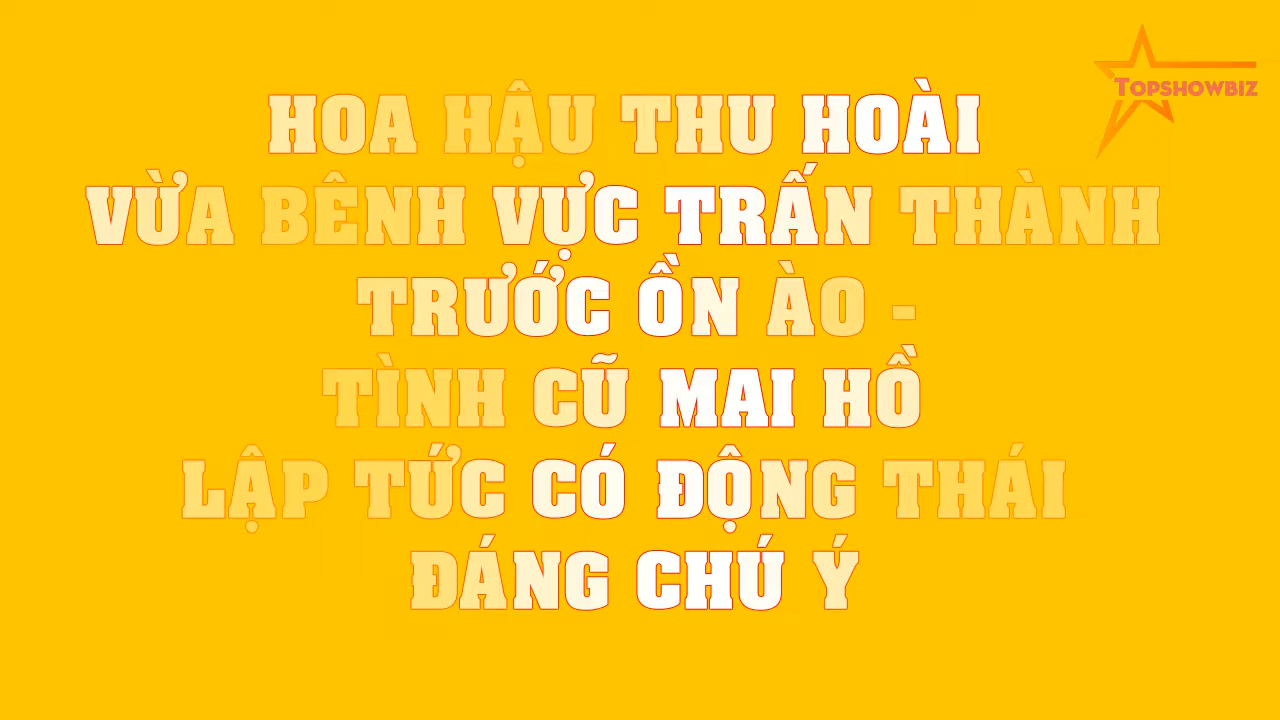 TOPSHOWBIZ
HOA HẬU THU HOÀI
VỪA BÊNH VỰC TRẤN THÀNH
TRƯỚC ỒN ÀO -
TÌNH CŨ MAI HỒ
LẬP TỨC CÓ ĐỘNG THÁI
ĐÁNG CHÚ Ý